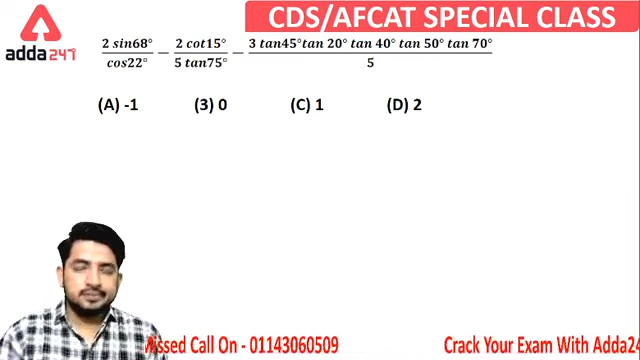 CDS/AFCAT SPECIAL CLASS
adda247
2 sin68° / cos22° − 2 cot15° / 5 tan75° − 3 tan45°tan 20° tan 40° tan 50° tan 70° / 5
(A) -1 (3) 0 (C) 1 (D) 2
Missed Call On - 01143060509 Crack Your Exam With Adda24